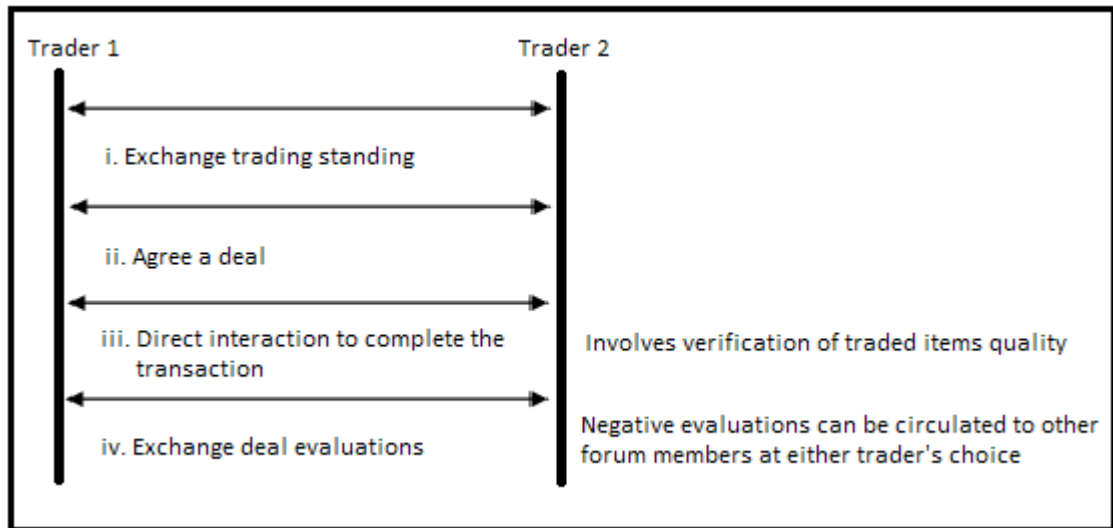 Trader 1
Trader 2
i. Exchange trading standing
ii. Agree a deal
iii. Direct interaction to complete the
transaction
Involves verification of traded items quality
iv. Exchange deal evaluations
Negative evaluations can be circulated to other
forum members at either trader's choice